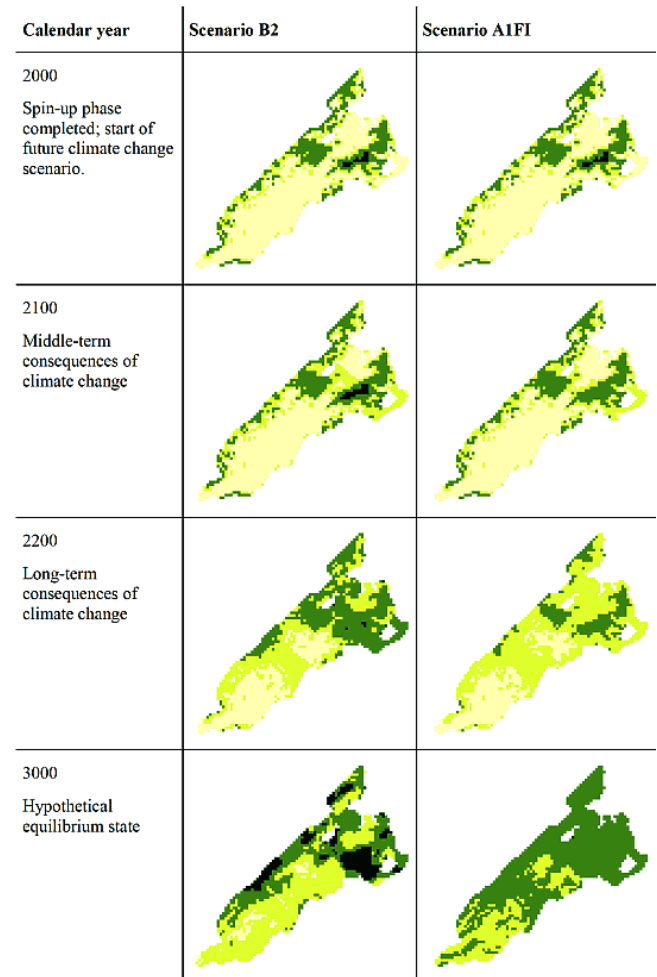 Calendar year
Scenario B2
Scenario A1FI
2000
Spin-up phase
completed; start of
future climate change
scenario.
2100
Middle-term
consequences of
climate change
2200
Long-term
consequences of
climate change
3000
Hypothetical
equilibrium state